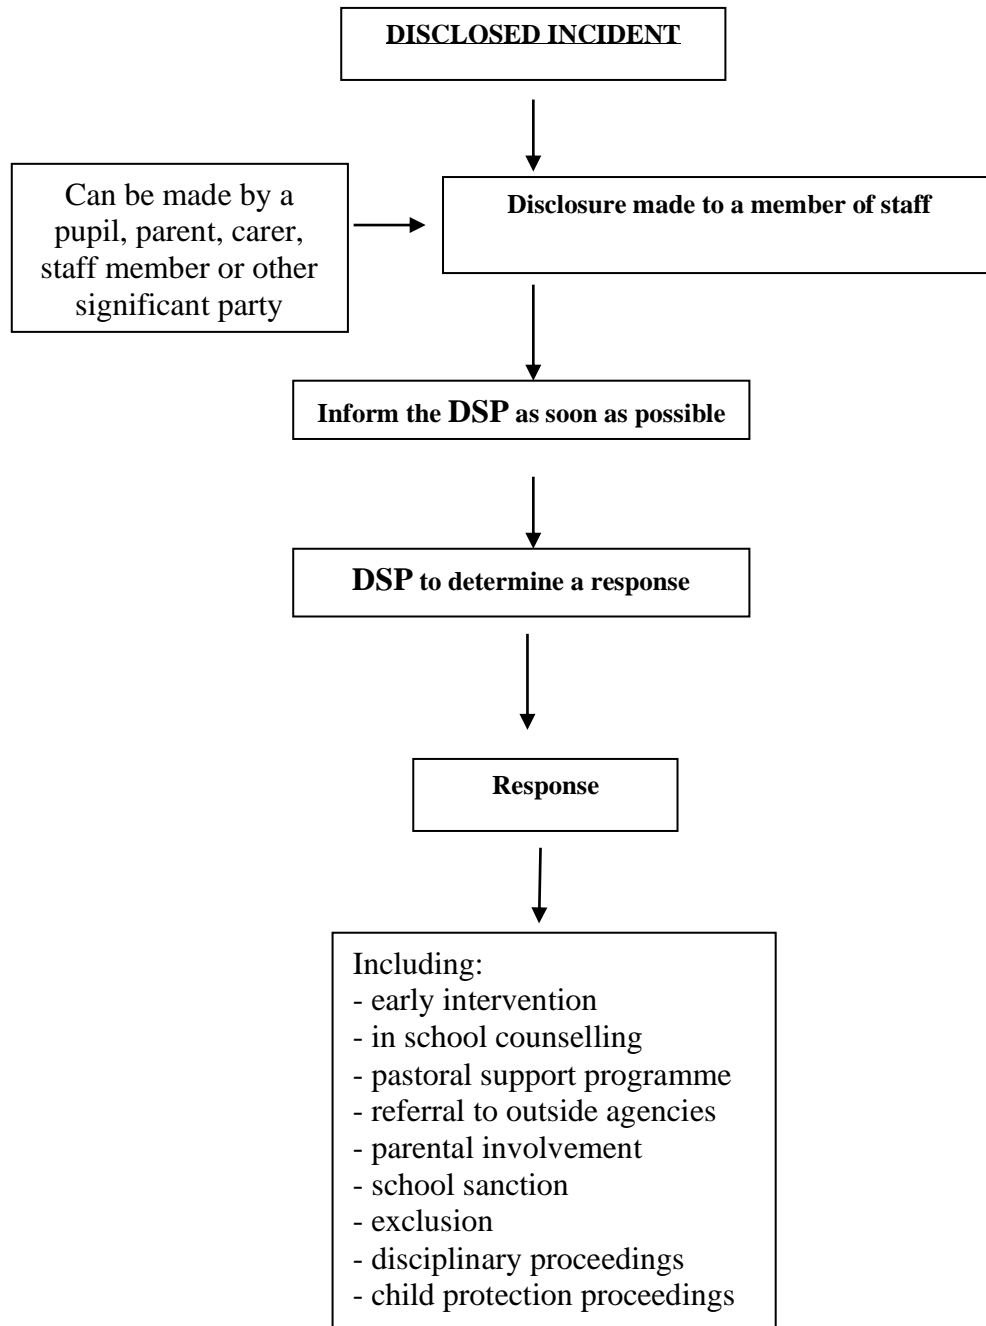 DISCLOSED INCIDENT
Can be made by a
pupil, parent, carer,
staff member or other
significant party
Disclosure made to a member of staff
Inform the DSP as soon as possible
DSP to determine a response
Response
Including:
- early intervention
- in school counselling
- pastoral support programme
- referral to outside agencies
- parental involvement
- school sanction
- exclusion
- disciplinary proceedings
- child protection proceedings